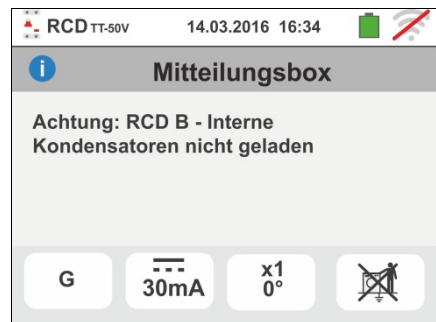 RCD TT-50V 14.03.2016 16:34
i Mitteilungsbox
Achtung: RCD B - Interne
Kondensatoren nicht geladen
G 30mA x1 0°